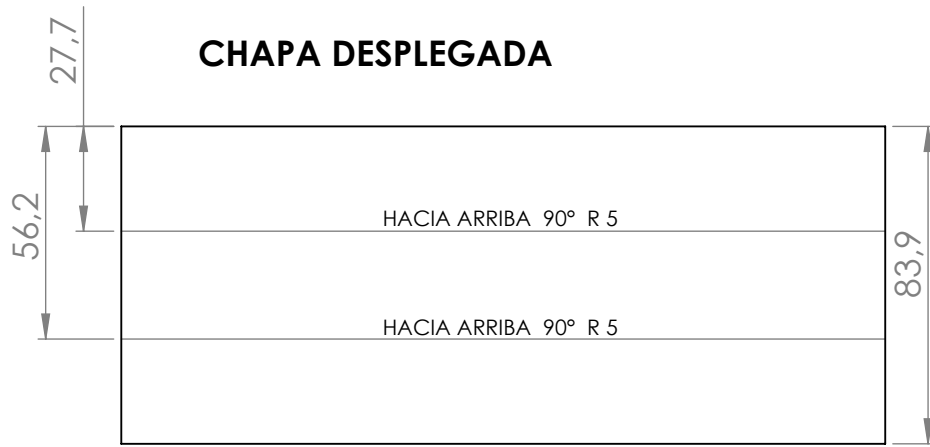 CHAPA DESPLEGADA
27,7
56,2
HACIA ARRIBA 90° R 5
83,9
HACIA ARRIBA 90° R 5